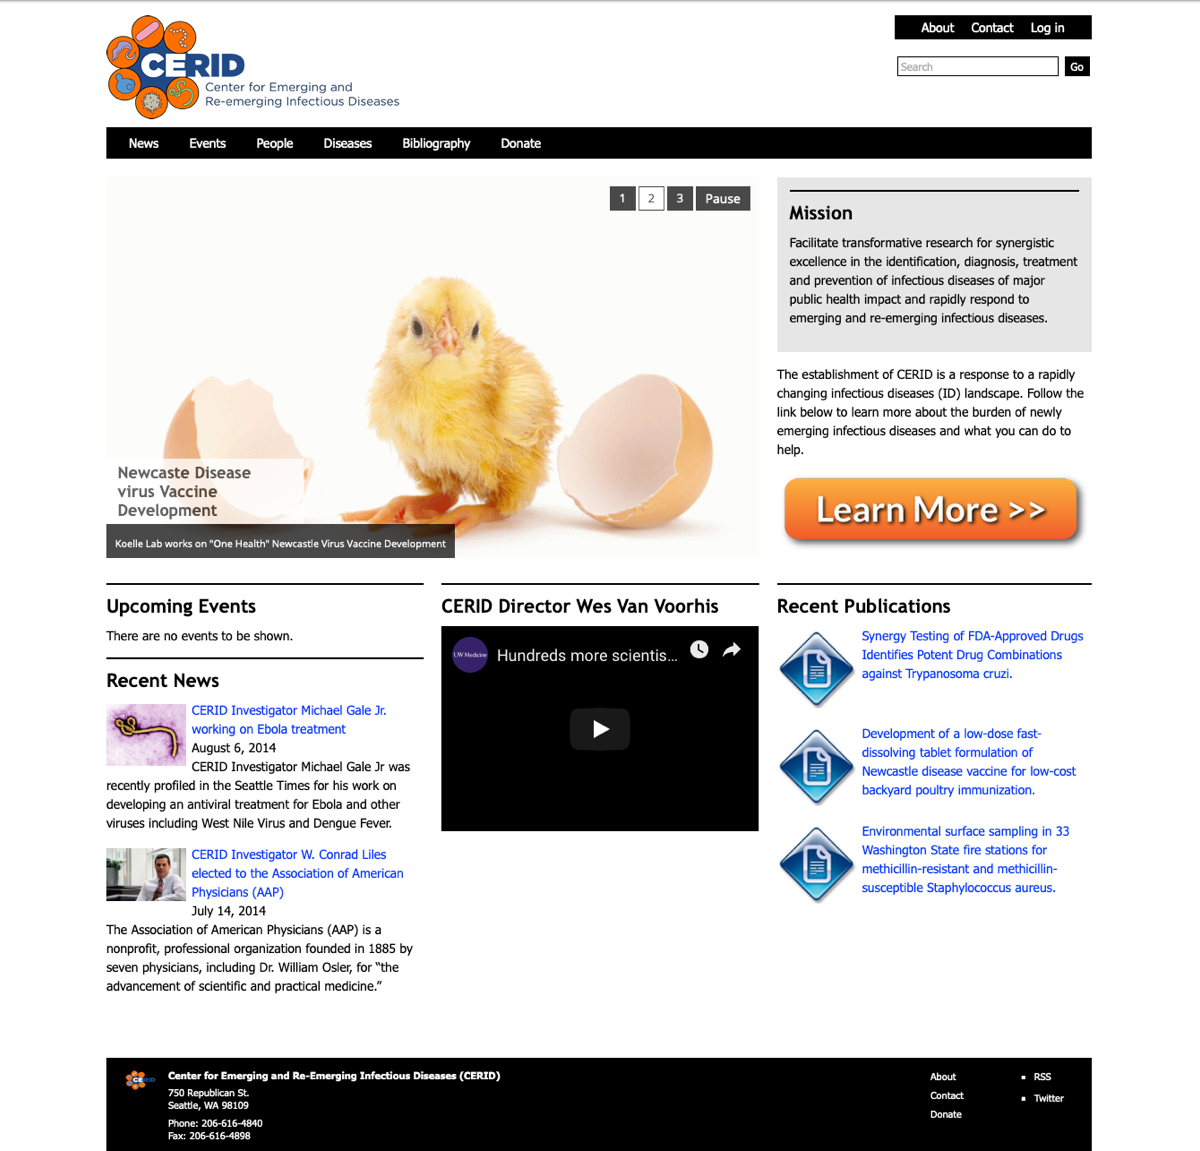 About Contact Log in
CERID
Center for Emerging and
Re-emerging Infectious Diseases
Search Go
News Events People Diseases Bibliography Donate
1 2 3 Pause
Newcaste Disease
virus Vaccine
Development
Koelle Lab works on "One Health" Newcastle Virus Vaccine Development
Mission
Facilitate transformative research for synergistic
excellence in the identification, diagnosis, treatment
and prevention of infectious diseases of major
public health impact and rapidly respond to
emerging and re-emerging infectious diseases.
The establishment of CERID is a response to a rapidly
changing infectious diseases (ID) landscape. Follow the
link below to learn more about the burden of newly
emerging infectious diseases and what you can do to
help.
Learn More >>
Upcoming Events
There are no events to be shown.
Recent News
CERID Investigator Michael Gale Jr.
working on Ebola treatment
August 6, 2014
CERID Investigator Michael Gale Jr was
recently profiled in the Seattle Times for his work on
developing an antiviral treatment for Ebola and other
viruses including West Nile Virus and Dengue Fever.
CERID Investigator W. Conrad Liles
elected to the Association of American
Physicians (AAP)
July 14, 2014
The Association of American Physicians (AAP) is a
nonprofit, professional organization founded in 1885 by
seven physicians, including Dr. William Osler, for “the
advancement of scientific and practical medicine.”
CERID Director Wes Van Voorhis
UW Medicine
Hundreds more scientis...
Recent Publications
Synergy Testing of FDA-Approved Drugs
Identifies Potent Drug Combinations
against Trypanosoma cruzi.
Development of a low-dose fast-
dissolving tablet formulation of
Newcastle disease vaccine for low-cost
backyard poultry immunization.
Environmental surface sampling in 33
Washington State fire stations for
methicillin-resistant and methicillin-
susceptible Staphylococcus aureus.
CERID
Center for Emerging and Re-Emerging Infectious Diseases (CERID)
750 Republican St.
Seattle, WA 98109
Phone: 206-616-4840
Fax: 206-616-4898
About
Contact
Donate
RSS
Twitter